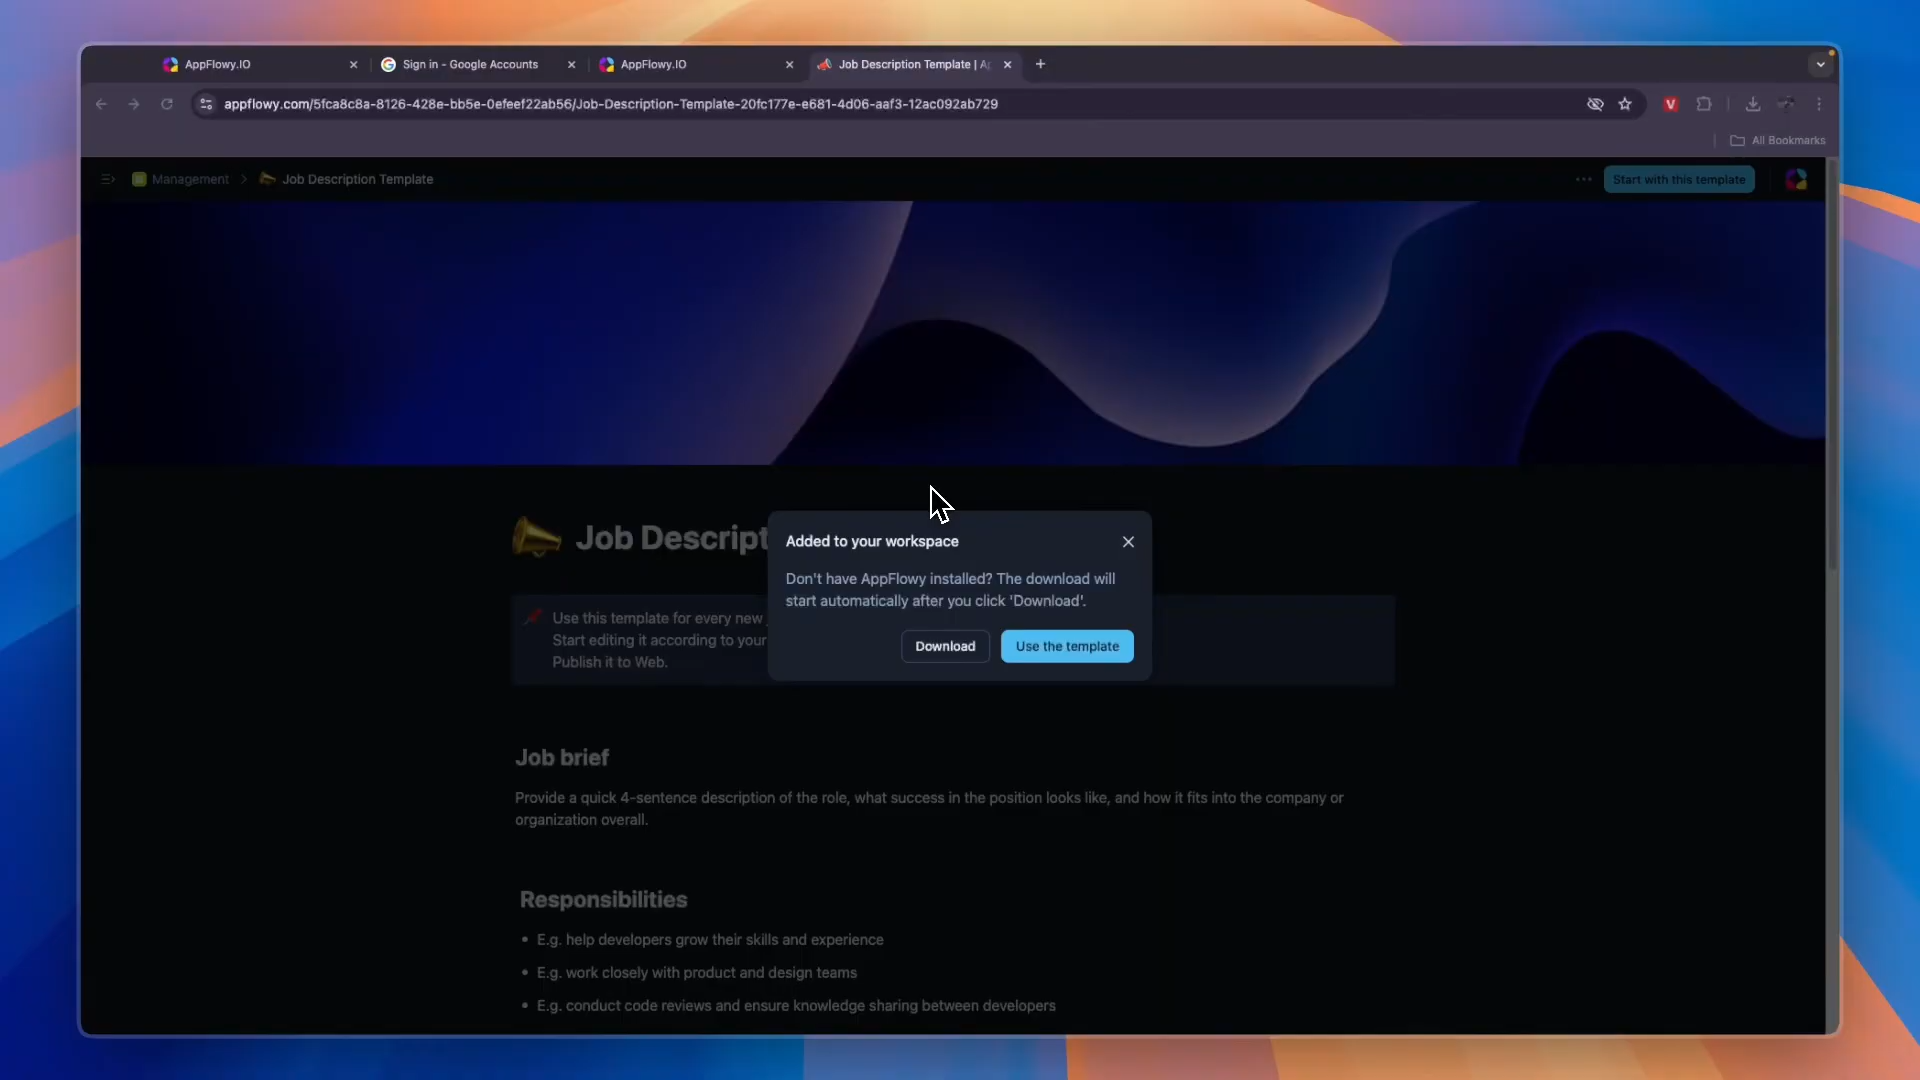 AppFlowy.IO
Sign in - Google Accounts
AppFlowy.IO
Job Description Template | A
appflowy.com/5fca8c8a-8126-428e-bb5e-0efeef22ab56/Job-Description-Template-20fc177e-e681-4d06-aaf3-12ac092ab729
V
All Bookmarks
Management > Job Description Template
Start with this template
Job Descript
Use this template for every new
Start editing it according to your
Publish it to Web.
Added to your workspace
Don't have AppFlowy installed? The download will
start automatically after you click 'Download'.
Download
Use the template
Job brief
Provide a quick 4-sentence description of the role, what success in the position looks like, and how it fits into the company or
organization overall.
Responsibilities
• E.g. help developers grow their skills and experience
• E.g. work closely with product and design teams
• E.g. conduct code reviews and ensure knowledge sharing between developers